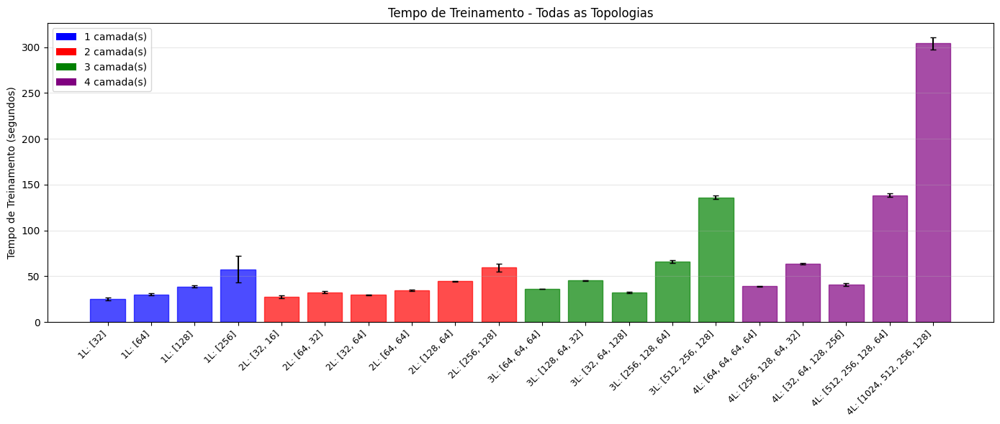 Tempo de Treinamento - Todas as Topologias
1 camada(s)
2 camada(s)
3 camada(s)
4 camada(s)
Tempo de Treinamento (segundos)
300
250
200
150
100
50
0
1L: [32]
1L: [64]
1L: [128]
1L: [256]
2L: [32, 16]
2L: [64, 32]
2L: [32, 64]
2L: [64, 64]
2L: [128, 64]
2L: [256, 128]
3L: [64, 64, 64]
3L: [128, 64, 32]
3L: [32, 64, 128]
3L: [256, 128, 64]
3L: [512, 256, 128]
4L: [64, 64, 64, 64]
4L: [256, 128, 64, 32]
4L: [32, 64, 128, 256]
4L: [512, 256, 128, 64]
4L: [1024, 512, 256, 128]